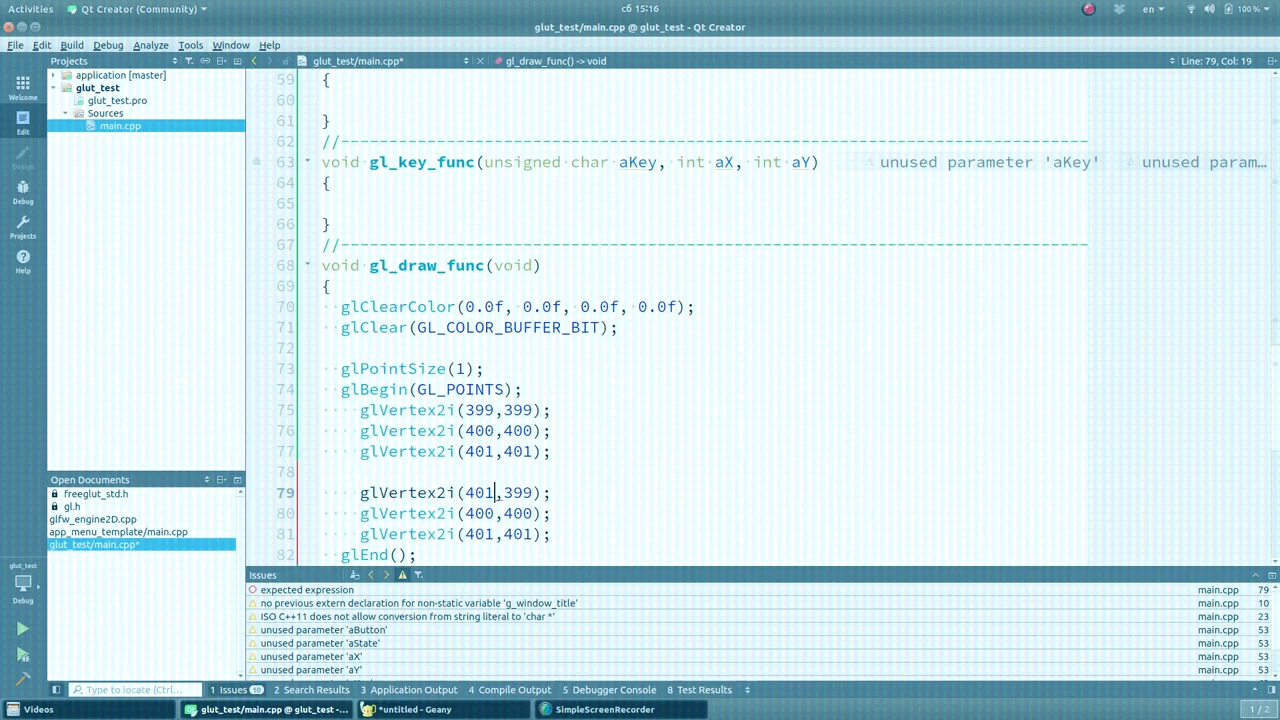 Activities Qt Creator (Community) сб 15:16 en 100 %
glut_test/main.cpp @ glut_test - Qt Creator
File Edit Build Debug Analyze Tools Window Help
Projects glut_test/main.cpp* gl_draw_func() -> void Line: 79, Col: 19
Welcome
Edit
Design
Debug
Projects
Help
glut_test
Debug
application [master]
glut_test
glut_test.pro
Sources
main.cpp
Open Documents
freeglut_std.h
gl.h
glfw_engine2D.cpp
app_menu_template/main.cpp
glut_test/main.cpp*
59 {
60
61 }
62 //------------------------------------------------------------------------------
63 void gl_key_func(unsigned char aKey, int aX, int aY) unused parameter 'aKey' unused param...
64 {
65
66 }
67 //------------------------------------------------------------------------------
68 void gl_draw_func(void)
69 {
70 glClearColor(0.0f, 0.0f, 0.0f, 0.0f);
71 glClear(GL_COLOR_BUFFER_BIT);
72
73 glPointSize(1);
74 glBegin(GL_POINTS);
75 glVertex2i(399,399);
76 glVertex2i(400,400);
77 glVertex2i(401,401);
78
79 glVertex2i(401,399);
80 glVertex2i(400,400);
81 glVertex2i(401,401);
82 glEnd();
Issues
expected expression main.cpp 79
no previous extern declaration for non-static variable 'g_window_title' main.cpp 10
ISO C++11 does not allow conversion from string literal to 'char *' main.cpp 23
unused parameter 'aButton' main.cpp 53
unused parameter 'aState' main.cpp 53
unused parameter 'aX' main.cpp 53
unused parameter 'aY' main.cpp 53
Type to locate (Ctrl... 1 Issues 10 2 Search Results 3 Application Output 4 Compile Output 5 Debugger Console 8 Test Results
Videos glut_test/main.cpp @ glut_test -... *untitled - Geany SimpleScreenRecorder 1 / 2